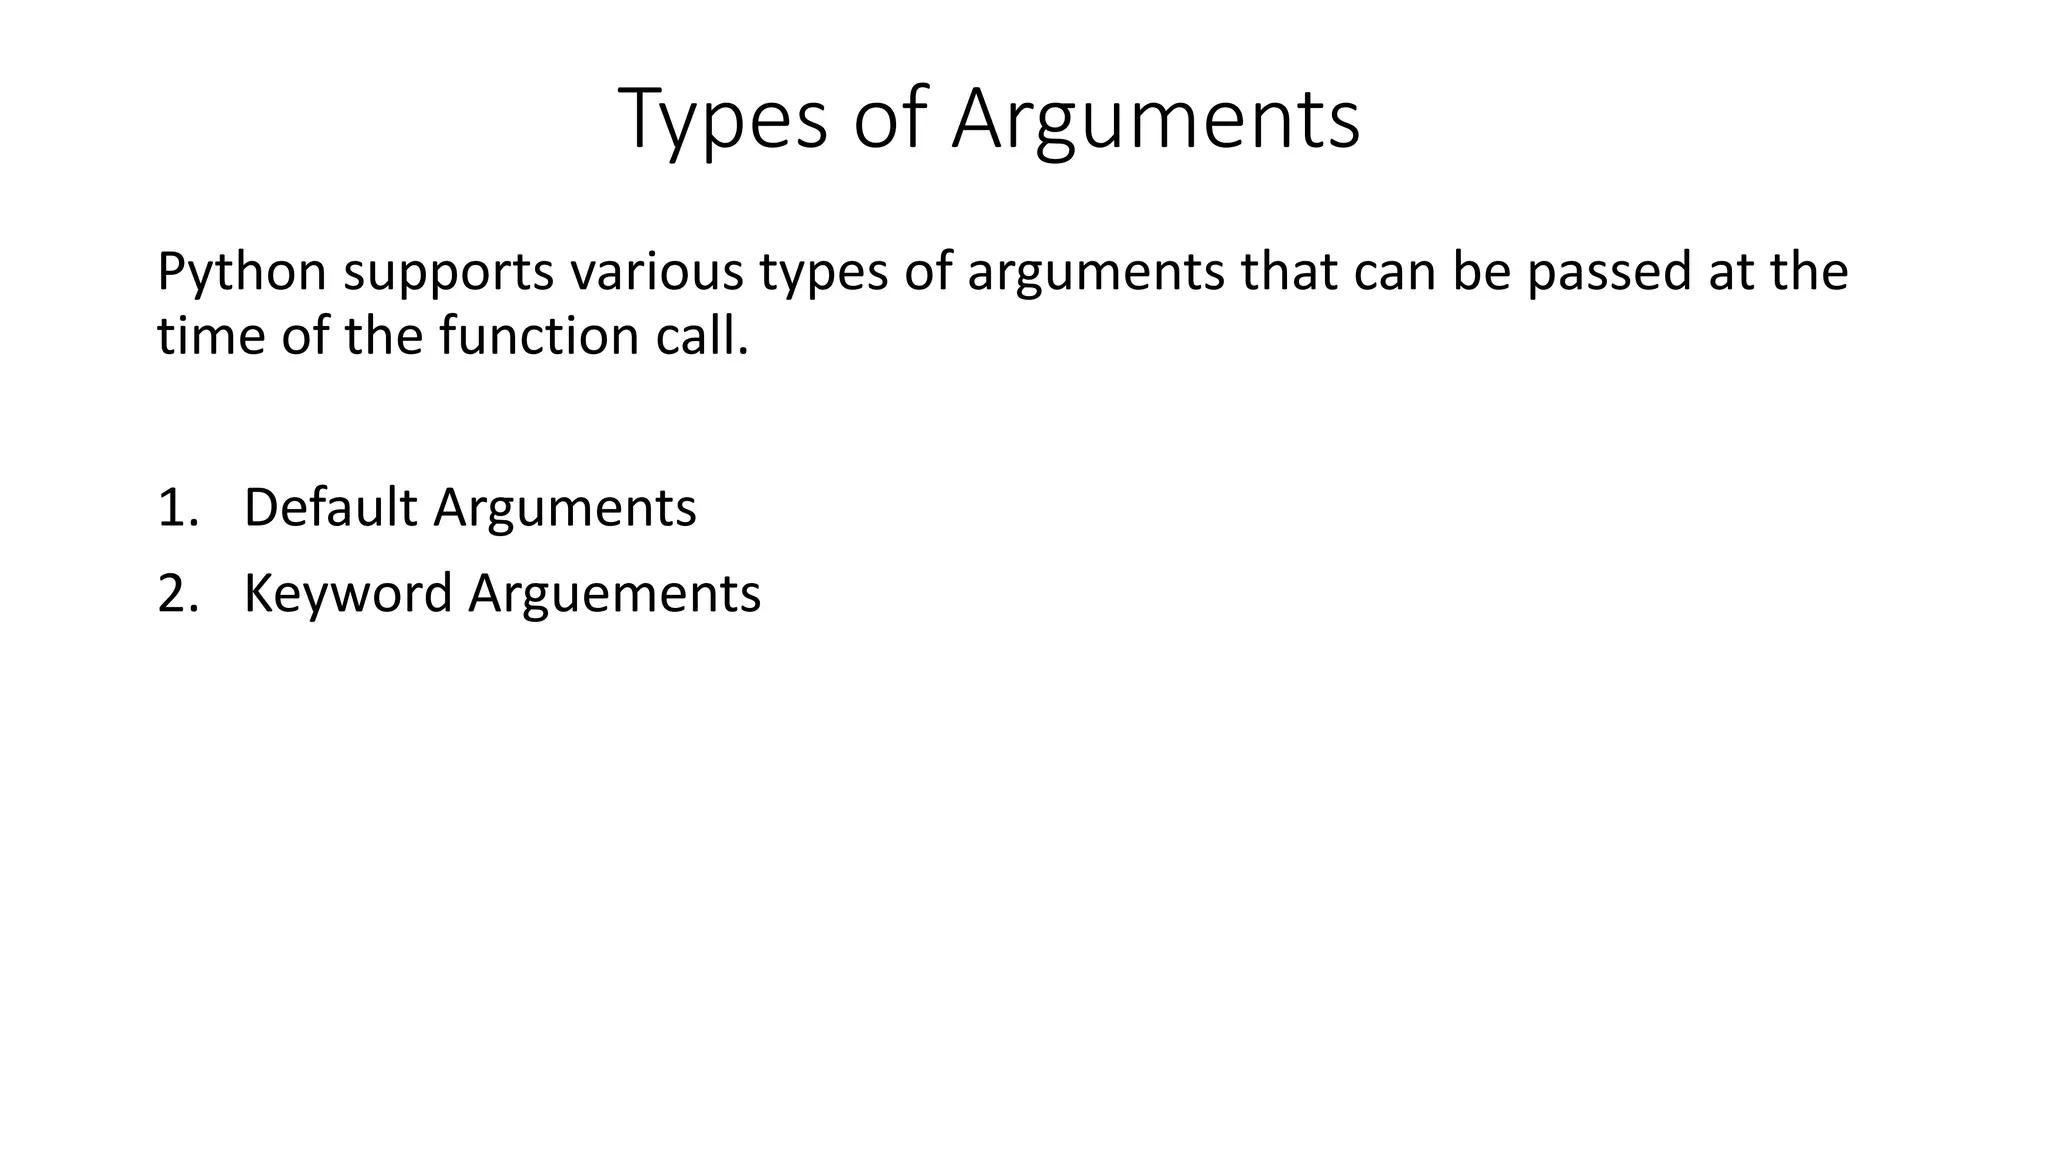 Types of Arguments
Python supports various types of arguments that can be passed at the
time of the function call.
1. Default Arguments
2. Keyword Arguements